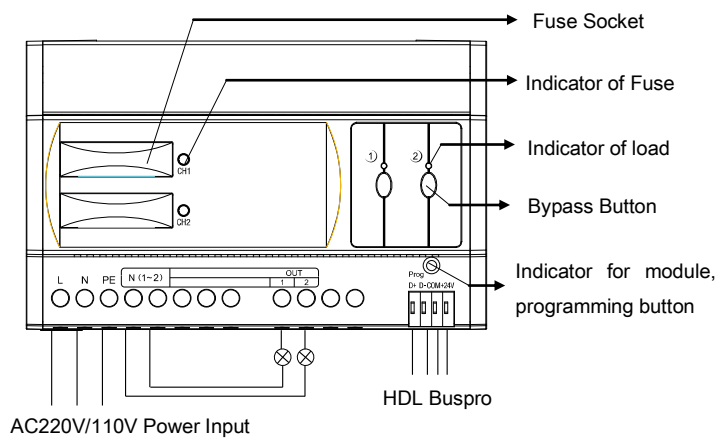 Fuse Socket
Indicator of Fuse
Indicator of load
Bypass Button
Indicator for module,
programming button
CH1
CH2
1
2
L N PE N (1~2) OUT
1 2
Prog
D+ D- COM +24V
HDL Buspro
AC220V/110V Power Input